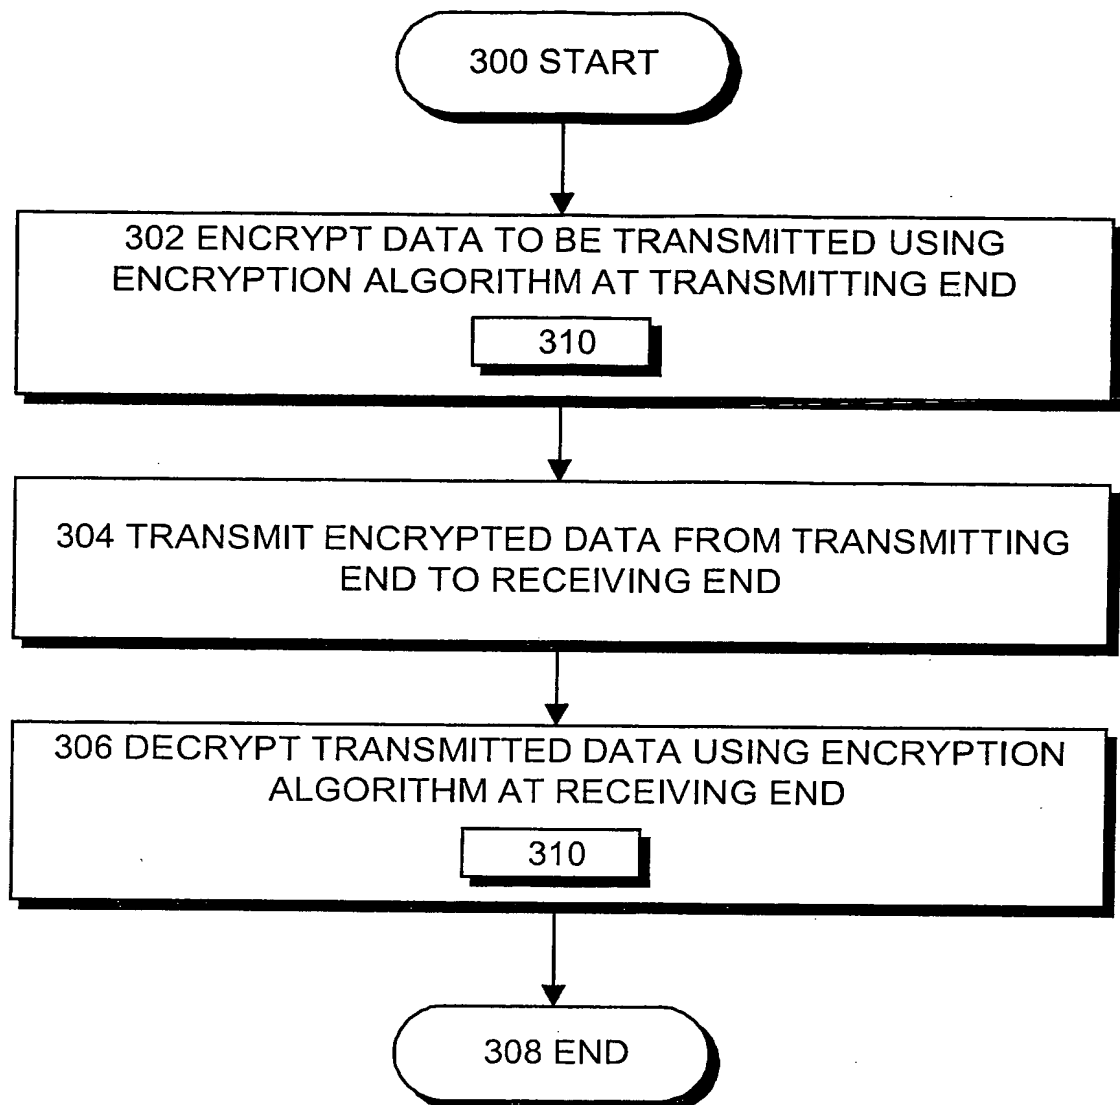 300 START
302 ENCRYPT DATA TO BE TRANSMITTED USING
ENCRYPTION ALGORITHM AT TRANSMITTING END
310
304 TRANSMIT ENCRYPTED DATA FROM TRANSMITTING
END TO RECEIVING END
306 DECRYPT TRANSMITTED DATA USING ENCRYPTION
ALGORITHM AT RECEIVING END
310
308 END